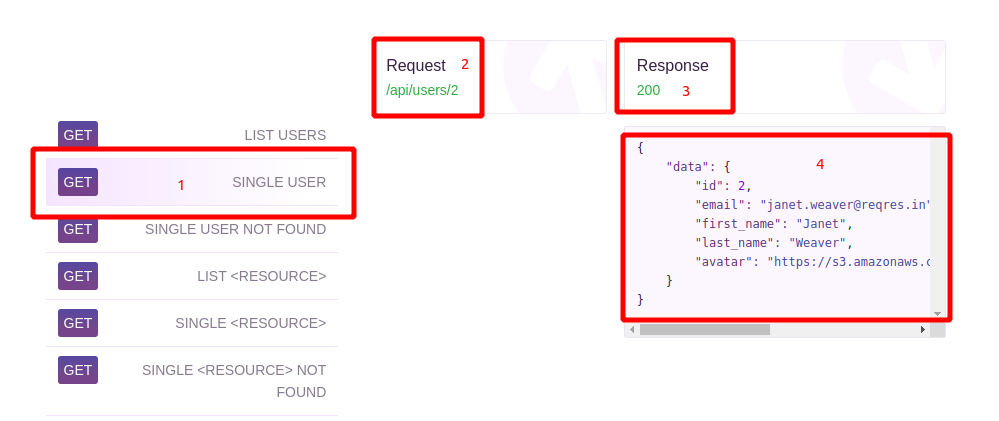 GET LIST USERS
GET 1 SINGLE USER
GET SINGLE USER NOT FOUND
GET LIST <RESOURCE>
GET SINGLE <RESOURCE>
GET SINGLE <RESOURCE> NOT
FOUND
Request 2
/api/users/2
Response
200 3
{ 4
"data": {
"id": 2,
"email": "janet.weaver@reqres.in"
"first_name": "Janet",
"last_name": "Weaver",
"avatar": "https://s3.amazonaws.c
}
}